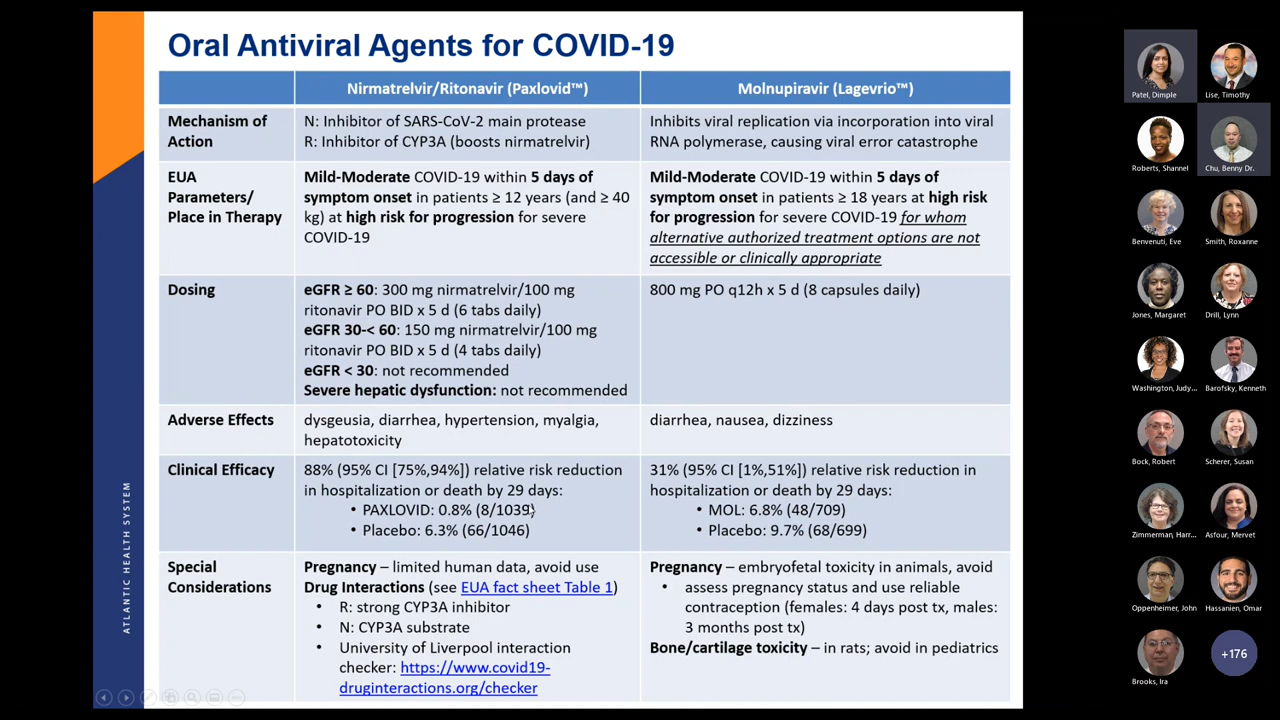 Oral Antiviral Agents for COVID-19
Nirmatrelvir/Ritonavir (Paxlovid™)
Molnupiravir (Lagevrio™)
Mechanism of
Action
N: Inhibitor of SARS-CoV-2 main protease
R: Inhibitor of CYP3A (boosts nirmatrelvir)
Inhibits viral replication via incorporation into viral
RNA polymerase, causing viral error catastrophe
EUA
Parameters/
Place in Therapy
Mild-Moderate COVID-19 within 5 days of
symptom onset in patients ≥ 12 years (and ≥ 40
kg) at high risk for progression for severe
COVID-19
Mild-Moderate COVID-19 within 5 days of
symptom onset in patients ≥ 18 years at high risk
for progression for severe COVID-19 for whom
alternative authorized treatment options are not
accessible or clinically appropriate
Dosing
eGFR ≥ 60: 300 mg nirmatrelvir/100 mg
ritonavir PO BID x 5 d (6 tabs daily)
eGFR 30-< 60: 150 mg nirmatrelvir/100 mg
ritonavir PO BID x 5 d (4 tabs daily)
eGFR < 30: not recommended
Severe hepatic dysfunction: not recommended
800 mg PO q12h x 5 d (8 capsules daily)
Adverse Effects
dysgeusia, diarrhea, hypertension, myalgia,
hepatotoxicity
diarrhea, nausea, dizziness
Clinical Efficacy
88% (95% CI [75%,94%]) relative risk reduction
in hospitalization or death by 29 days:
• PAXLOVID: 0.8% (8/1039)
• Placebo: 6.3% (66/1046)
31% (95% CI [1%,51%]) relative risk reduction in
hospitalization or death by 29 days:
• MOL: 6.8% (48/709)
• Placebo: 9.7% (68/699)
Special
Considerations
Pregnancy – limited human data, avoid use
Drug Interactions (see EUA fact sheet Table 1)
• R: strong CYP3A inhibitor
• N: CYP3A substrate
• University of Liverpool interaction
checker: https://www.covid19-
druginteractions.org/checker
Pregnancy – embryofetal toxicity in animals, avoid
• assess pregnancy status and use reliable
contraception (females: 4 days post tx, males:
3 months post tx)
Bone/cartilage toxicity – in rats; avoid in pediatrics
ATLANTIC HEALTH SYSTEM
Patel, Dimple
Lise, Timothy
Roberts, Shannel
Chu, Benny Dr.
Benvenuti, Eve
Smith, Roxanne
Jones, Margaret
Drill, Lynn
Washington, Judy...
Barofsky, Kenneth
Bock, Robert
Scherer, Susan
Zimmerman, Harr...
Asfour, Mervet
Oppenheimer, John
Hassanien, Omar
Brooks, Ira
+176